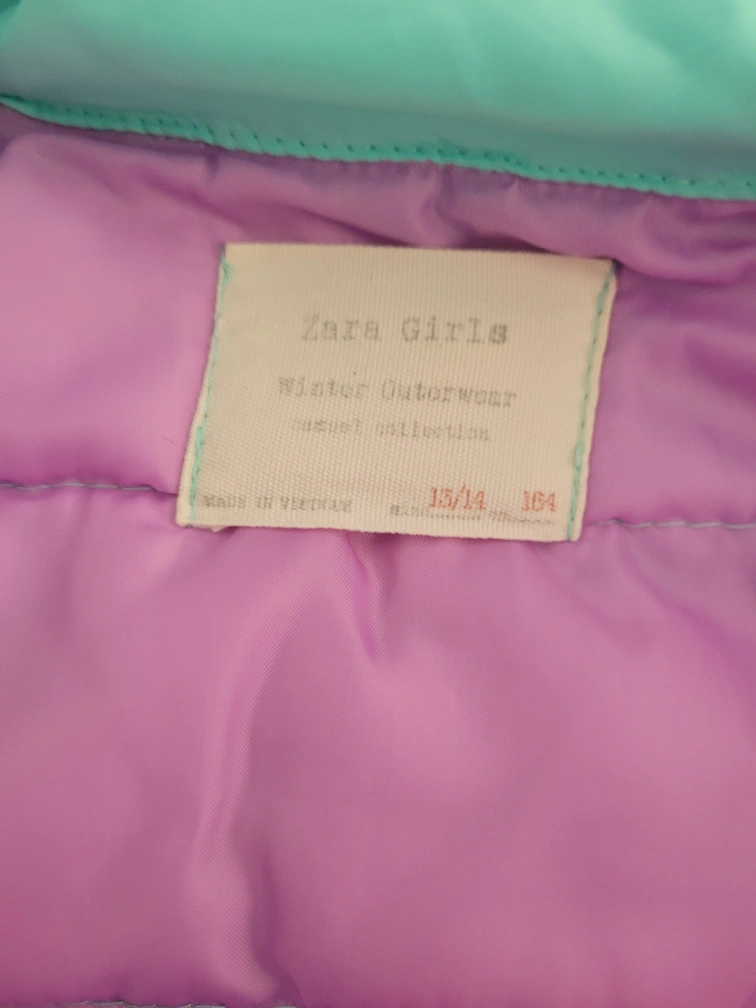 Zara Girls
Winter Outerwear
casual collection
MADE IN VIETNAM 13/14 164